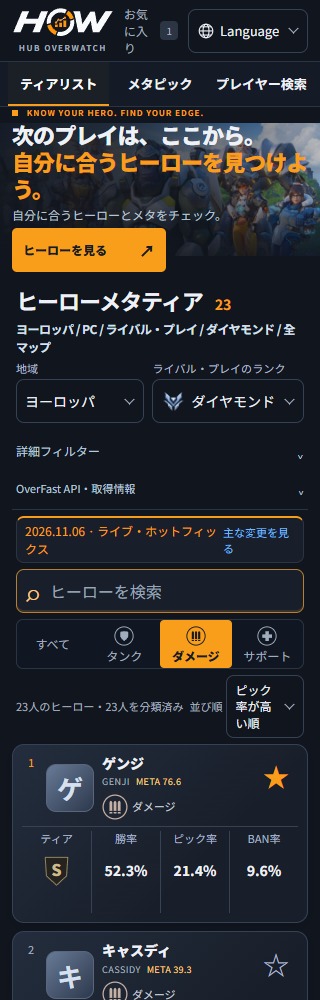 HOW
HUB OVERWATCH
お気
に入
り
1
Language
ティアリスト
メタピック
プレイヤー検索
KNOW YOUR HERO. FIND YOUR EDGE.
次のプレイは、ここから。
自分に合うヒーローを見つけよ
う。
自分に合うヒーローとメタをチェック。
ヒーローを見る ↗
ヒーローメタティア 23
ヨーロッパ / PC / ライバル・プレイ / ダイヤモンド / 全
マップ
地域
ライバル・プレイのランク
ヨーロッパ
ダイヤモンド
詳細フィルター
OverFast API・取得情報
2026.11.06 · ライブ・ホットフィッ
クス
主な変更を見
る
ヒーローを検索
すべて
タンク
ダメージ
サポート
23人のヒーロー・23人を分類済み
並び順
ピック
率が高
い順
1
ゲ
ゲンジ
GENJI META 76.6
ダメージ
★
ティア
勝率
ピック率
BAN率
S
52.3%
21.4%
9.6%
2
キ
キャスディ
CASSIDY META 39.3
☆
ダメージ